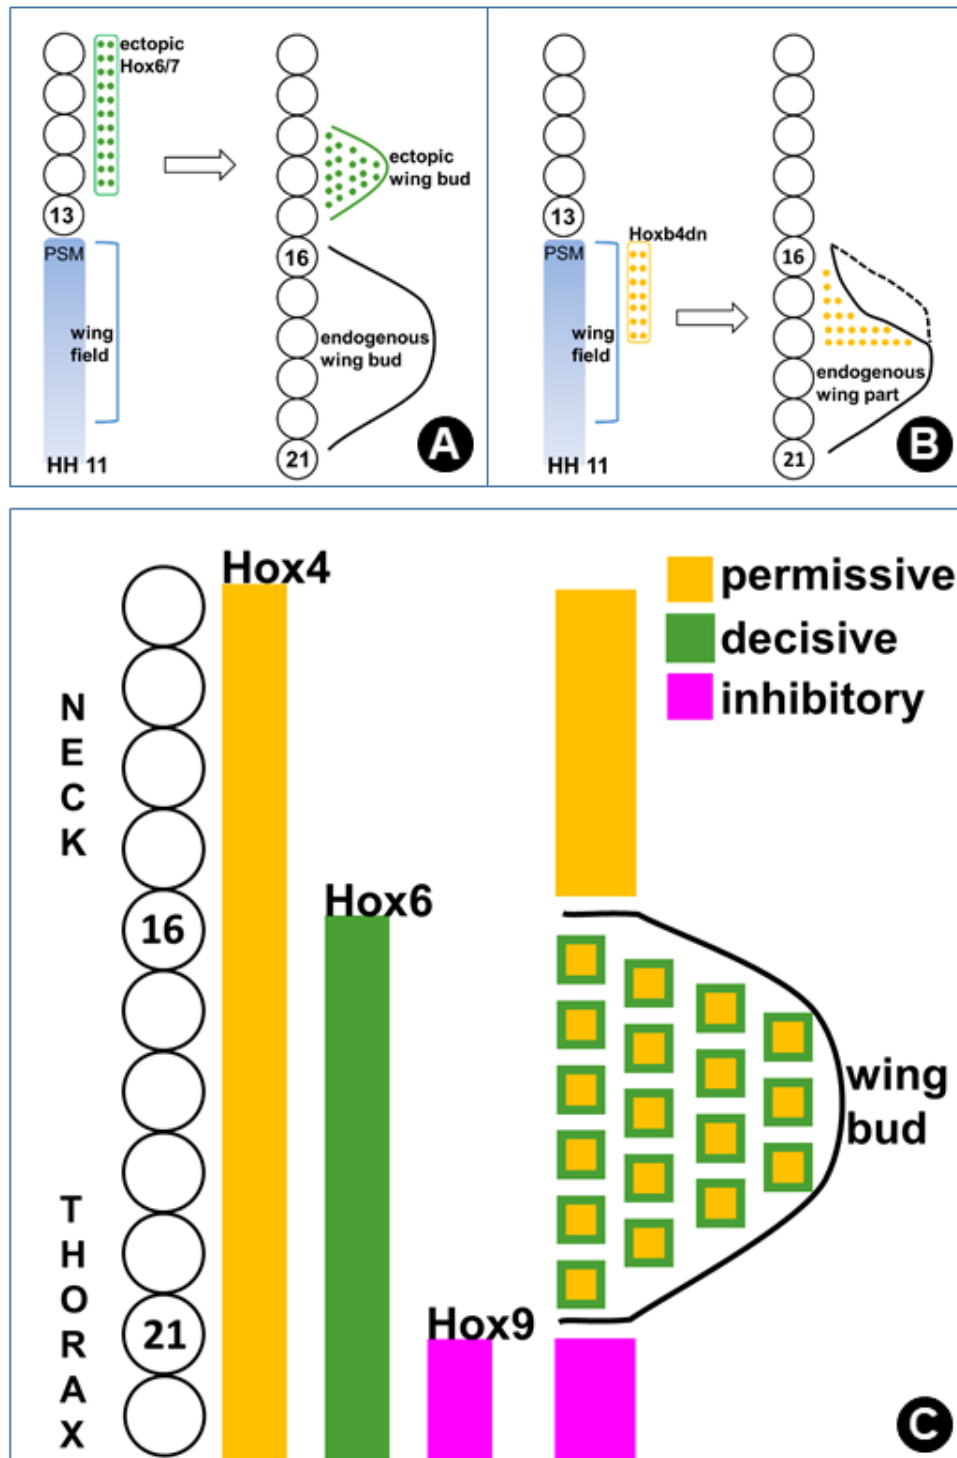 ectopic
Hox6/7
13
PSM
wing
field
HH 11
ectopic
wing bud
16
endogenous
wing bud
21
A
13
PSM
Hoxb4dn
wing
field
HH 11
16
endogenous
wing part
21
B
Hox4
permissive
decisive
inhibitory
N
E
C
K
Hox6
16
wing
bud
T
H
O
R
A
X
Hox9
21
C